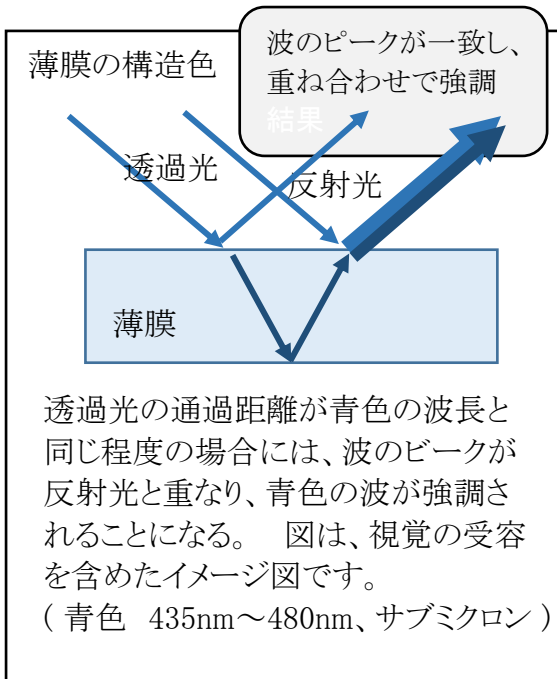 薄膜の構造色
波のピークが一致し、
重ね合わせで強調
結果
透過光
反射光
薄膜
透過光の通過距離が青色の波長と
同じ程度の場合には、波のビークが
反射光と重なり、青色の波が強調さ
れることになる。　図は、視覚の受容
を含めたイメージ図です。
( 青色　435nm～480nm、サブミクロン )